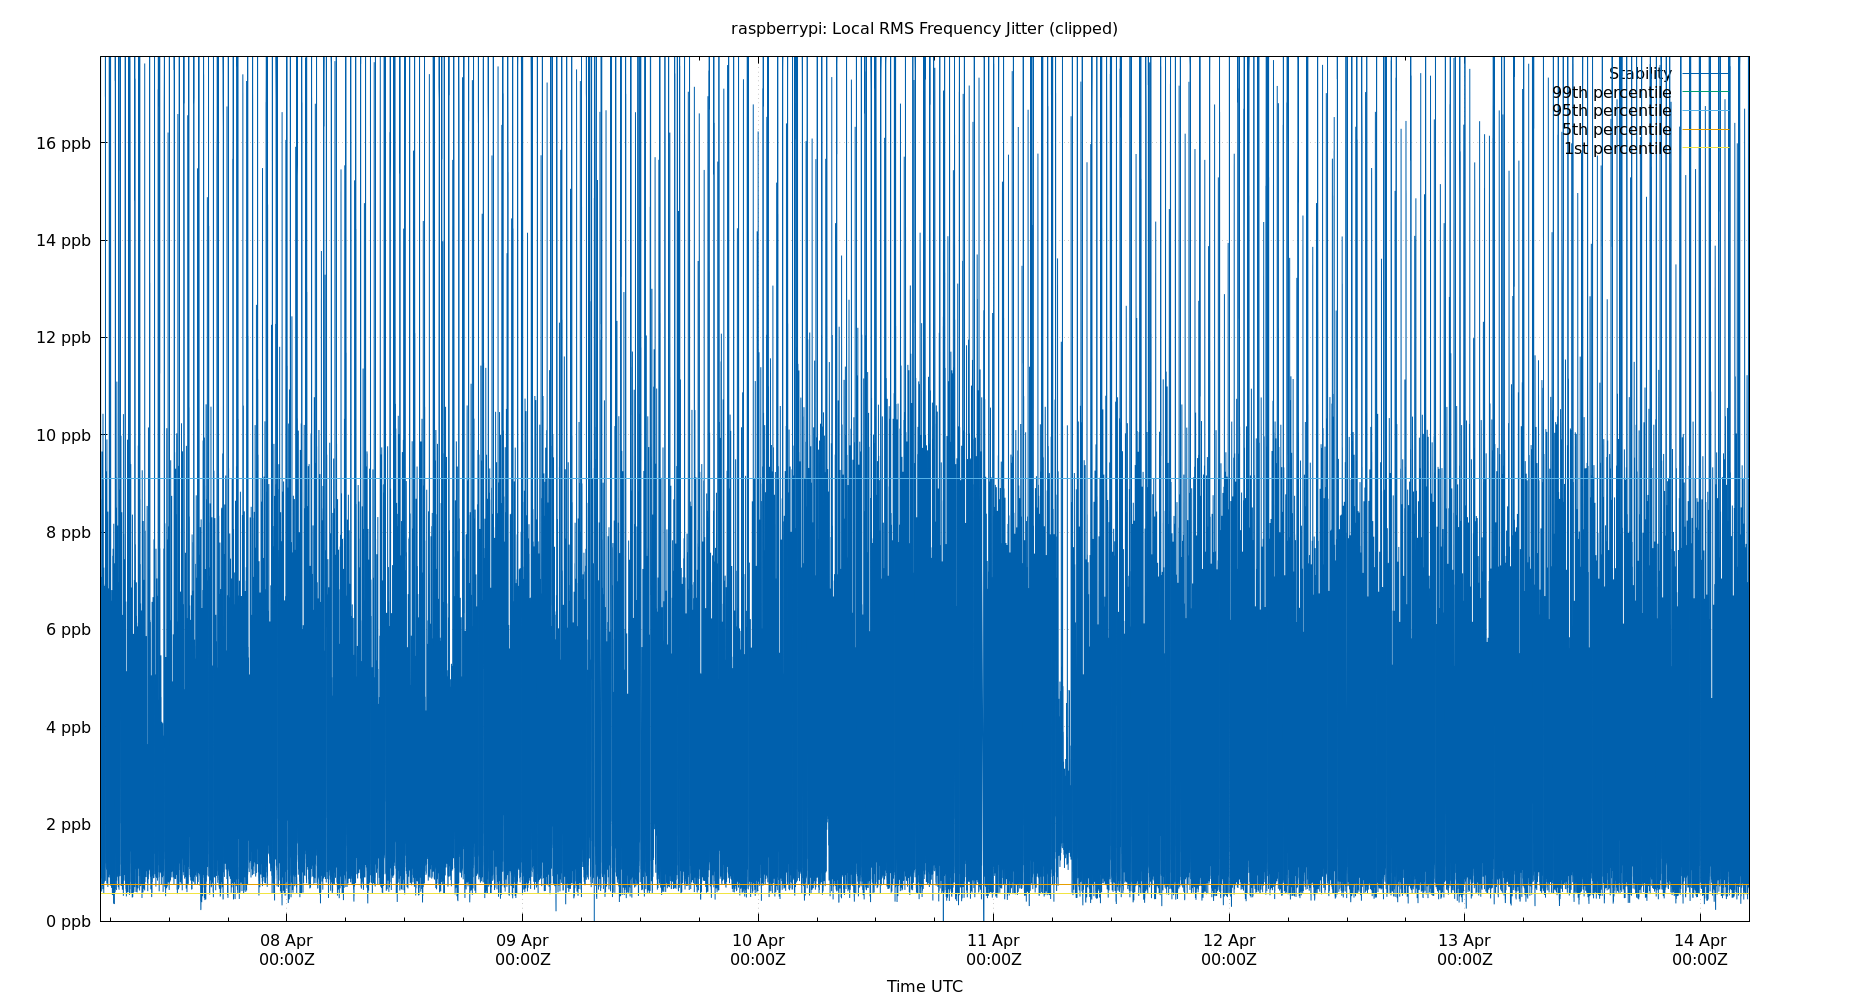 raspberrypi: Local RMS Frequency Jitter (clipped)
Stability
99th percentile
95th percentile
5th percentile
1st percentile
16 ppb
14 ppb
12 ppb
10 ppb
8 ppb
6 ppb
4 ppb
2 ppb
0 ppb
08 Apr 09 Apr 10 Apr 11 Apr 12 Apr 13 Apr 14 Apr
00:00Z 00:00Z 00:00Z 00:00Z 00:00Z 00:00Z 00:00Z
Time UTC